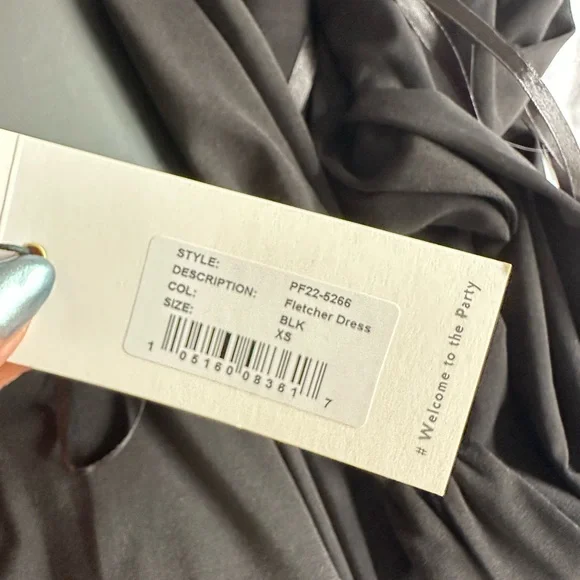 STYLE: PF22-5266
DESCRIPTION: Fletcher Dress
COL: BLK
SIZE: XS
1 05160 08361 7
# Welcome to the Party